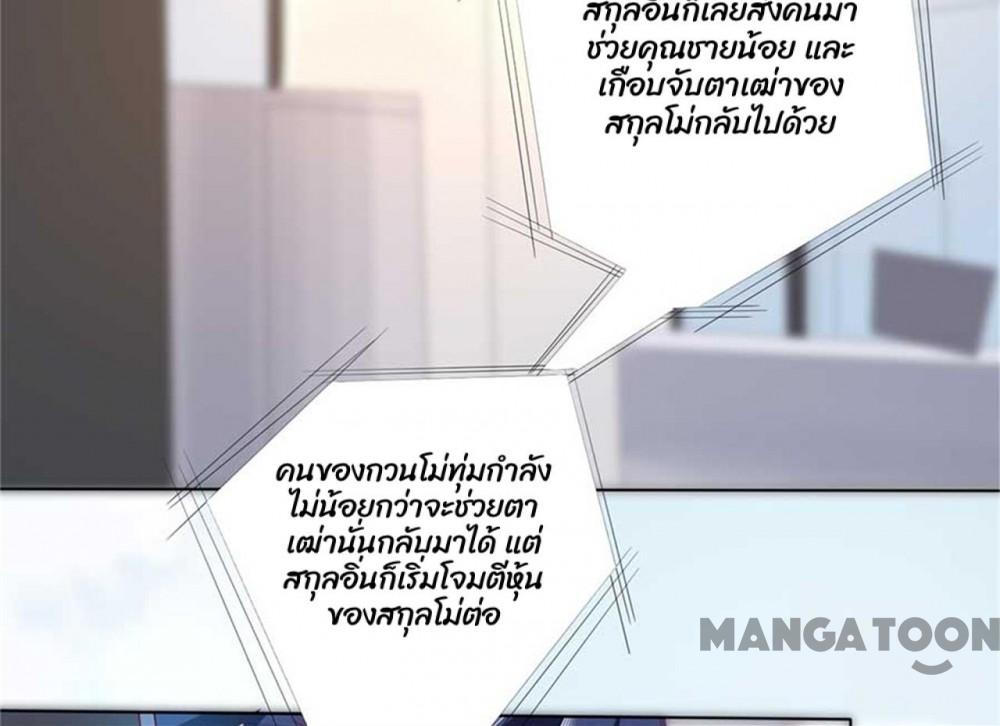 สกุลอิ่นก็เลยส่งคนมา
ช่วยคุณชายน้อย และ
เกือบจับตาเฒ่าของ
สกุลโม่กลับไปด้วย
คนของกวนโม่ทุ่มกำลัง
ไม่น้อยกว่าจะช่วยตา
เฒ่านั่นกลับมาได้ แต่
สกุลอิ่นก็เริ่มโจมตีหุ้น
ของสกุลโม่ต่อ
MANGATOON